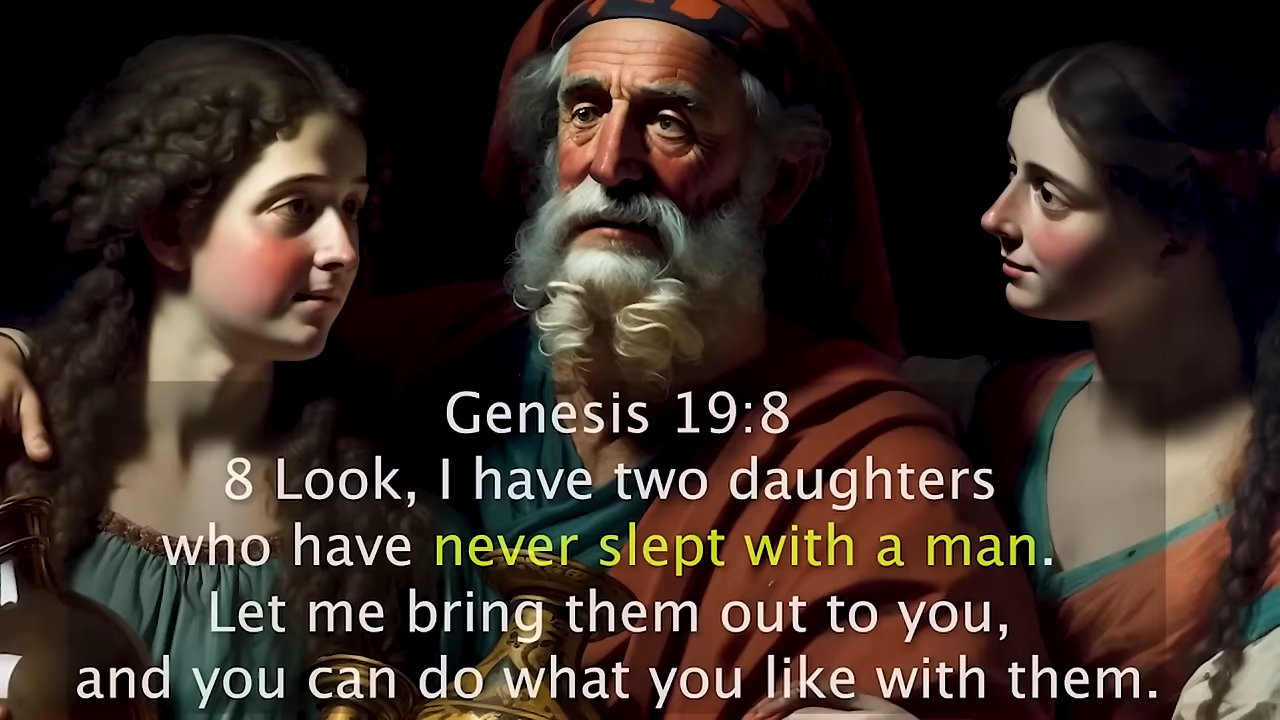 Genesis 19:8
8 Look, I have two daughters
who have never slept with a man.
Let me bring them out to you,
and you can do what you like with them.